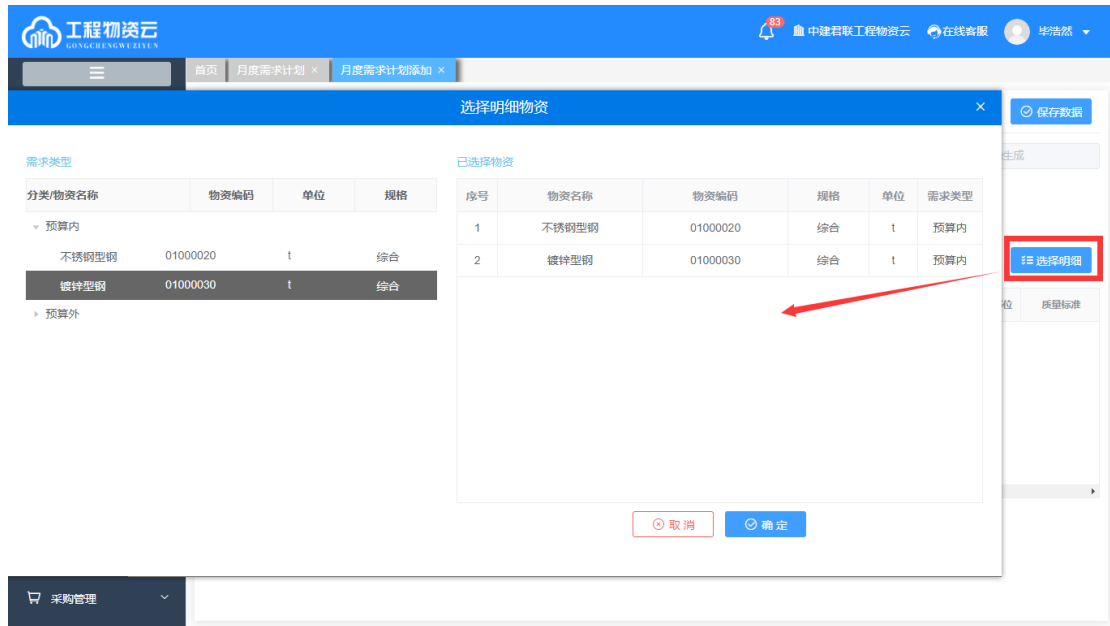 工程物资云
GONGCHENGWUZIYUN
83
中建君联工程物资云
在线客服
毕浩然
首页
月度需求计划 ×
月度需求计划添加 ×
选择明细物资
×
保存数据
生成
需求类型
已选择物资
分类/物资名称 物资编码 单位 规格
序号 物资名称 物资编码 规格 单位 需求类型
预算内
1 不锈钢型钢 01000020 综合 t 预算内
不锈钢型钢 01000020 t 综合
2 镀锌型钢 01000030 综合 t 预算内
选择明细
镀锌型钢 01000030 t 综合
位 质量标准
预算外
取 消
确 定
采购管理